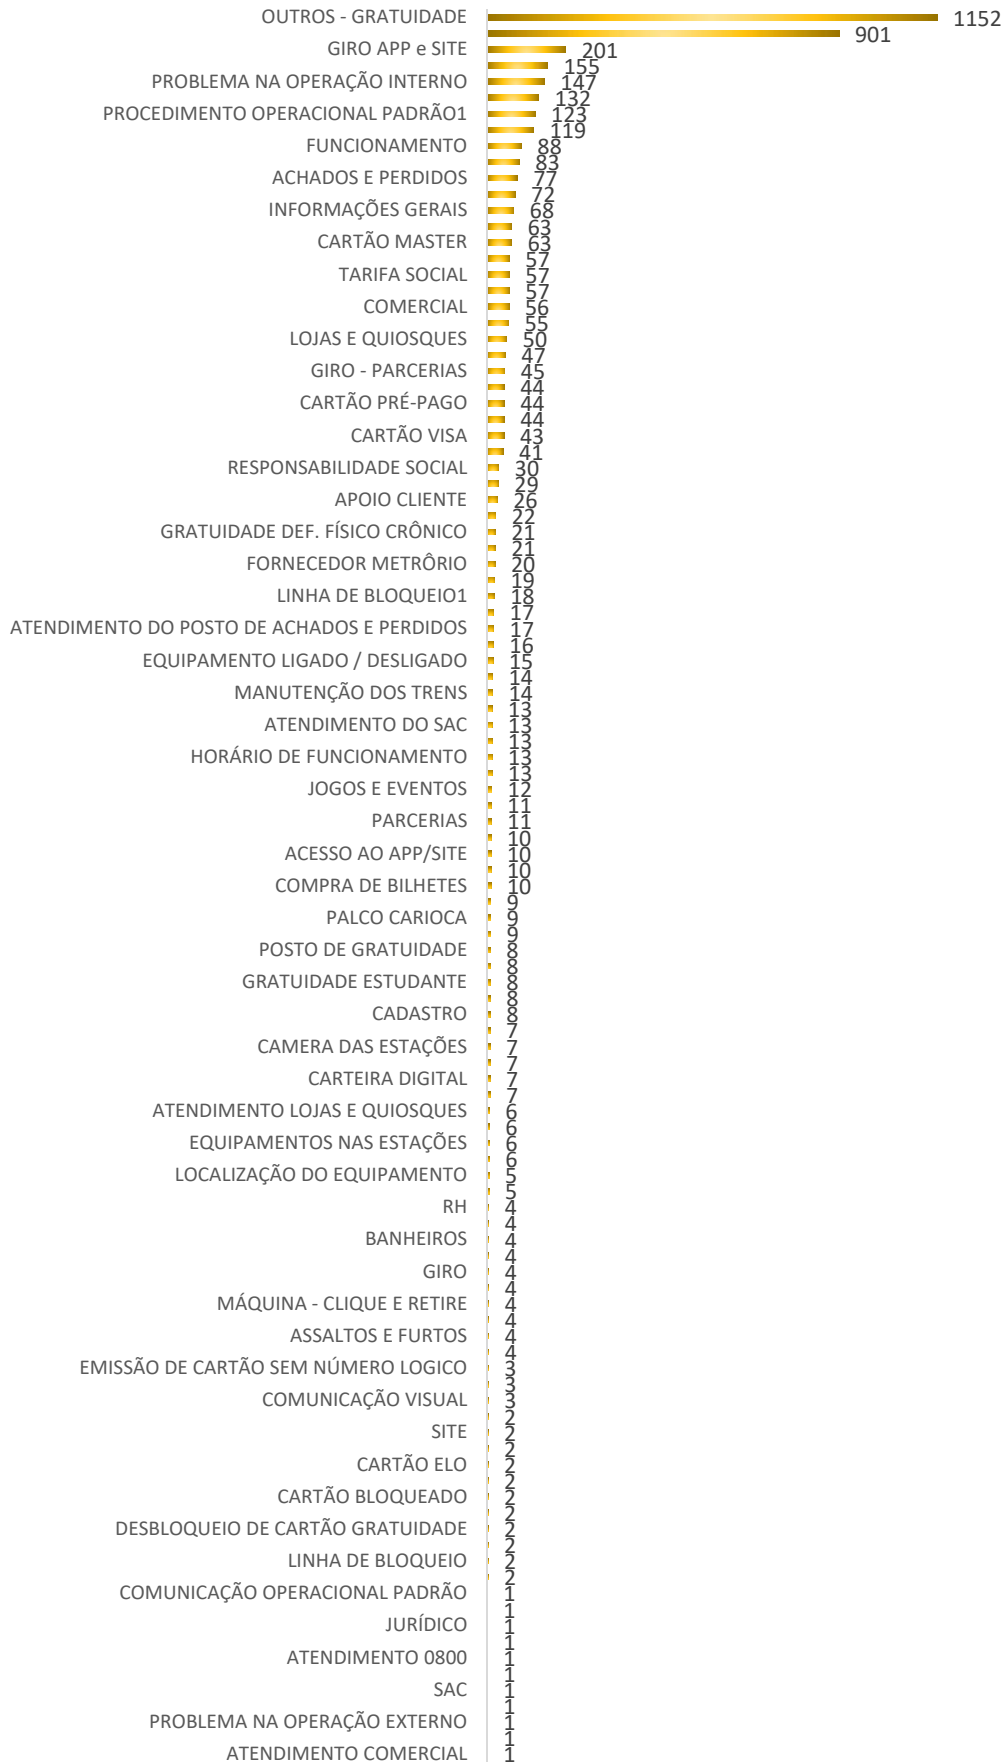 OUTROS - GRATUIDADE 1152
901
GIRO APP e SITE 201
155
PROBLEMA NA OPERAÇÃO INTERNO 147
132
PROCEDIMENTO OPERACIONAL PADRÃO1 123
119
FUNCIONAMENTO 88
83
ACHADOS E PERDIDOS 77
72
INFORMAÇÕES GERAIS 68
63
CARTÃO MASTER 63
57
TARIFA SOCIAL 57
57
COMERCIAL 56
55
LOJAS E QUIOSQUES 50
47
GIRO - PARCERIAS 45
44
CARTÃO PRÉ-PAGO 44
44
CARTÃO VISA 43
41
RESPONSABILIDADE SOCIAL 30
29
APOIO CLIENTE 26
22
GRATUIDADE DEF. FÍSICO CRÔNICO 21
21
FORNECEDOR METRÔRIO 20
19
LINHA DE BLOQUEIO1 18
17
ATENDIMENTO DO POSTO DE ACHADOS E PERDIDOS 17
16
EQUIPAMENTO LIGADO / DESLIGADO 15
14
MANUTENÇÃO DOS TRENS 14
13
ATENDIMENTO DO SAC 13
13
HORÁRIO DE FUNCIONAMENTO 13
13
JOGOS E EVENTOS 12
11
PARCERIAS 11
10
ACESSO AO APP/SITE 10
10
COMPRA DE BILHETES 10
9
PALCO CARIOCA 9
9
POSTO DE GRATUIDADE 8
8
GRATUIDADE ESTUDANTE 8
8
CADASTRO 8
7
CAMERA DAS ESTAÇÕES 7
7
CARTEIRA DIGITAL 7
7
ATENDIMENTO LOJAS E QUIOSQUES 6
6
EQUIPAMENTOS NAS ESTAÇÕES 6
6
LOCALIZAÇÃO DO EQUIPAMENTO 5
5
RH 4
4
BANHEIROS 4
4
GIRO 4
4
MÁQUINA - CLIQUE E RETIRE 4
4
ASSALTOS E FURTOS 4
4
EMISSÃO DE CARTÃO SEM NÚMERO LOGICO 3
3
COMUNICAÇÃO VISUAL 3
2
SITE 2
2
CARTÃO ELO 2
2
CARTÃO BLOQUEADO 2
2
DESBLOQUEIO DE CARTÃO GRATUIDADE 2
2
LINHA DE BLOQUEIO 2
2
COMUNICAÇÃO OPERACIONAL PADRÃO 1
1
JURÍDICO 1
1
ATENDIMENTO 0800 1
1
SAC 1
1
PROBLEMA NA OPERAÇÃO EXTERNO 1
1
ATENDIMENTO COMERCIAL 1